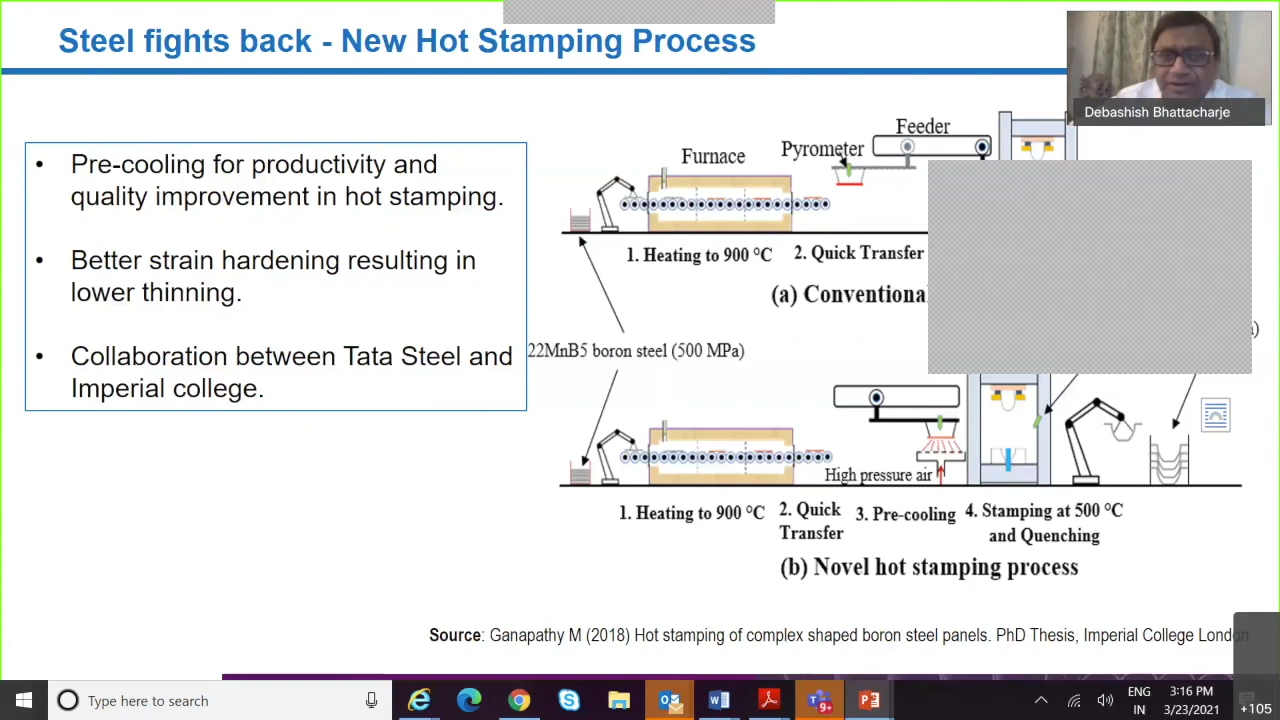 Steel fights back - New Hot Stamping Process
Debashish Bhattacharje
• Pre-cooling for productivity and
quality improvement in hot stamping.
• Better strain hardening resulting in
lower thinning.
• Collaboration between Tata Steel and
Imperial college.
Feeder
Pyrometer
Furnace
1. Heating to 900 °C
2. Quick Transfer
(a) Conventiona
22MnB5 boron steel (500 MPa)
High pressure air
1. Heating to 900 °C
2. Quick
Transfer
3. Pre-cooling
4. Stamping at 500 °C
and Quenching
(b) Novel hot stamping process
Source: Ganapathy M (2018) Hot stamping of complex shaped boron steel panels. PhD Thesis, Imperial College London
Type here to search
9+
ENG
IN
3:16 PM
3/23/2021
+105